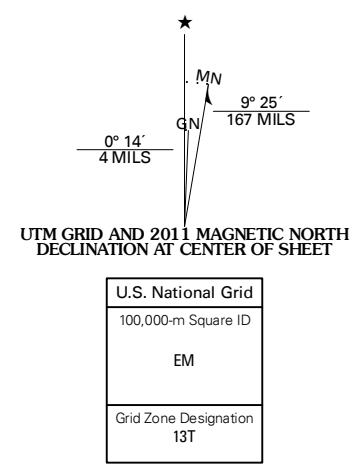 ★
MN
GN
9° 25´
167 MILS
0° 14´
4 MILS
UTM GRID AND 2011 MAGNETIC NORTH
DECLINATION AT CENTER OF SHEET
U.S. National Grid
100,000-m Square ID
EM
Grid Zone Designation
13T